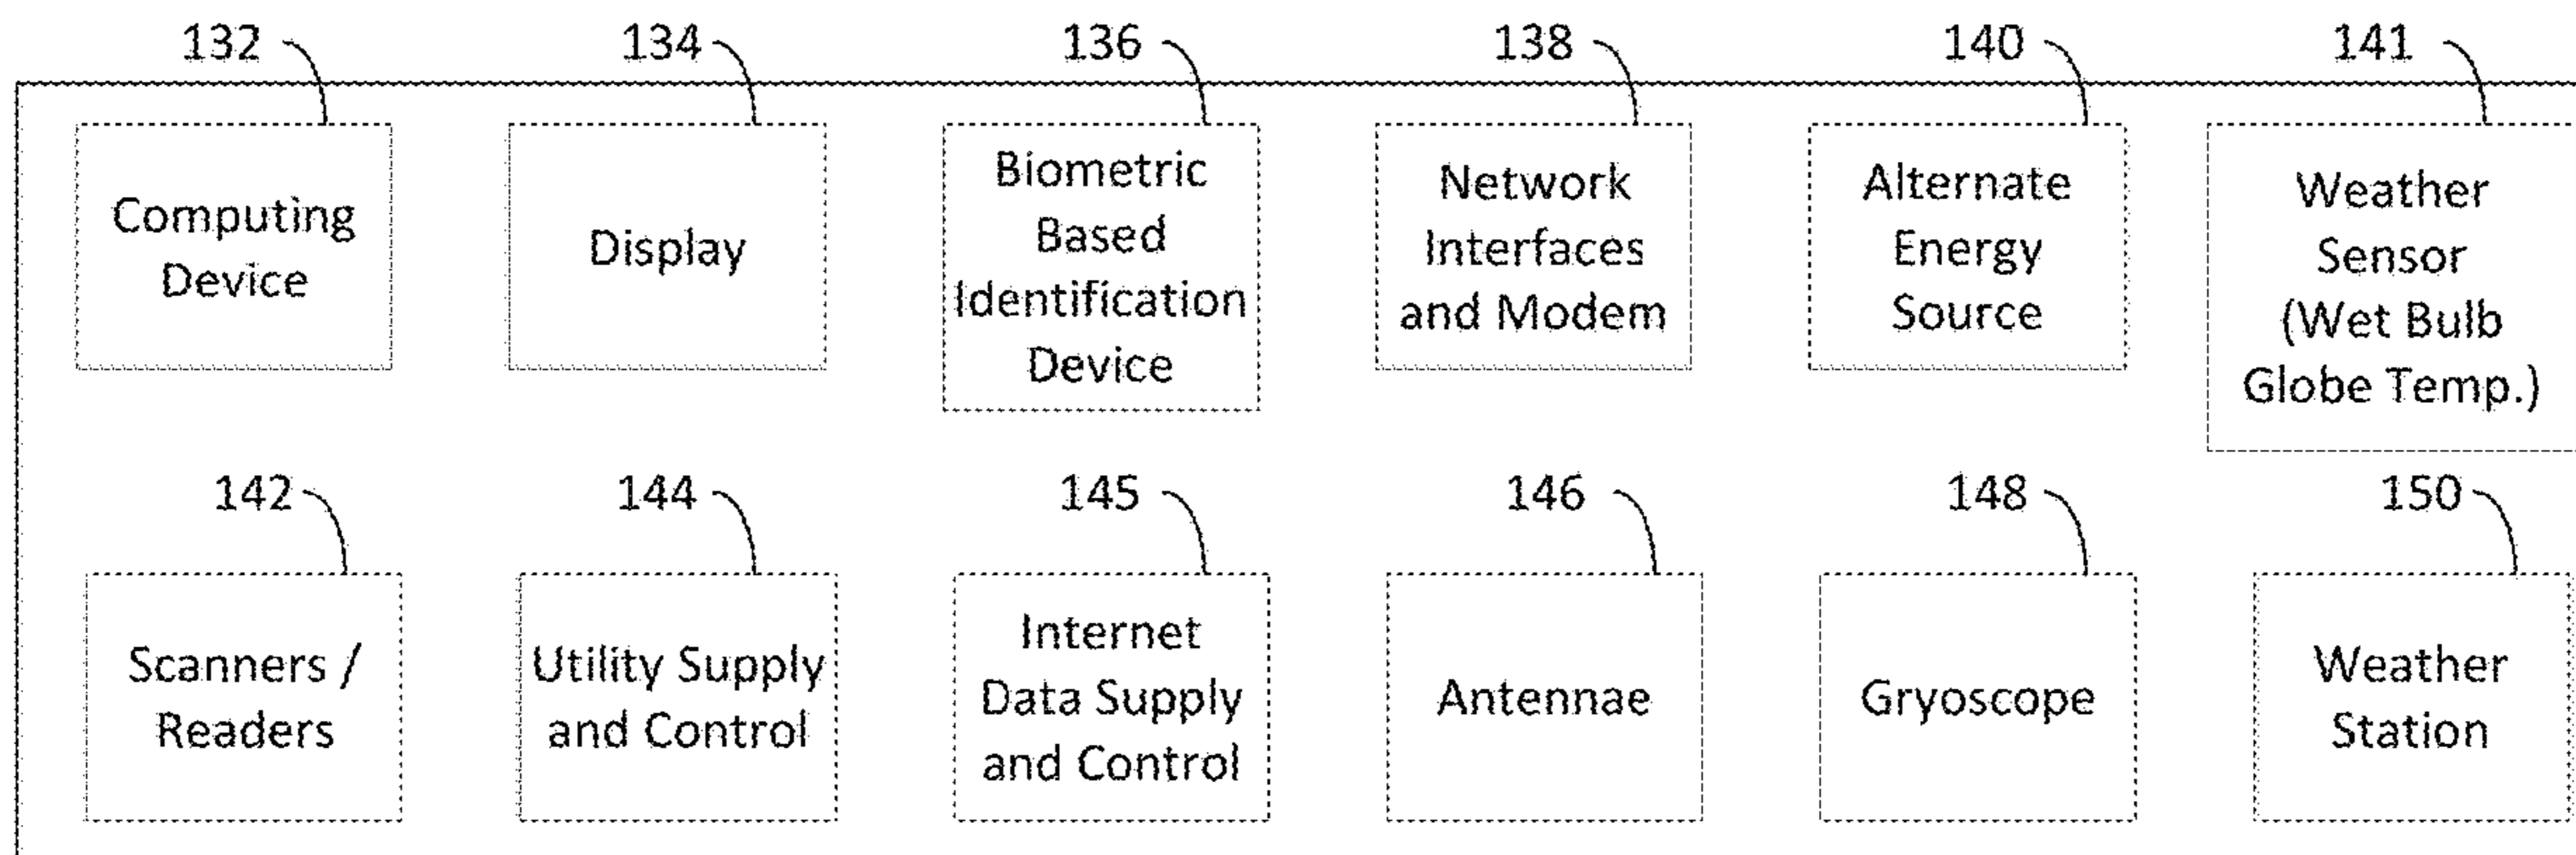 132 134 136 138 140 141
Computing
Device
Display
Biometric
Based
Identification
Device
Network
Interfaces
and Modem
Alternate
Energy
Source
Weather
Sensor
(Wet Bulb
Globe Temp.)
142 144 145 146 148 150
Scanners /
Readers
Utility Supply
and Control
Internet
Data Supply
and Control
Antennae
Gryoscope
Weather
Station